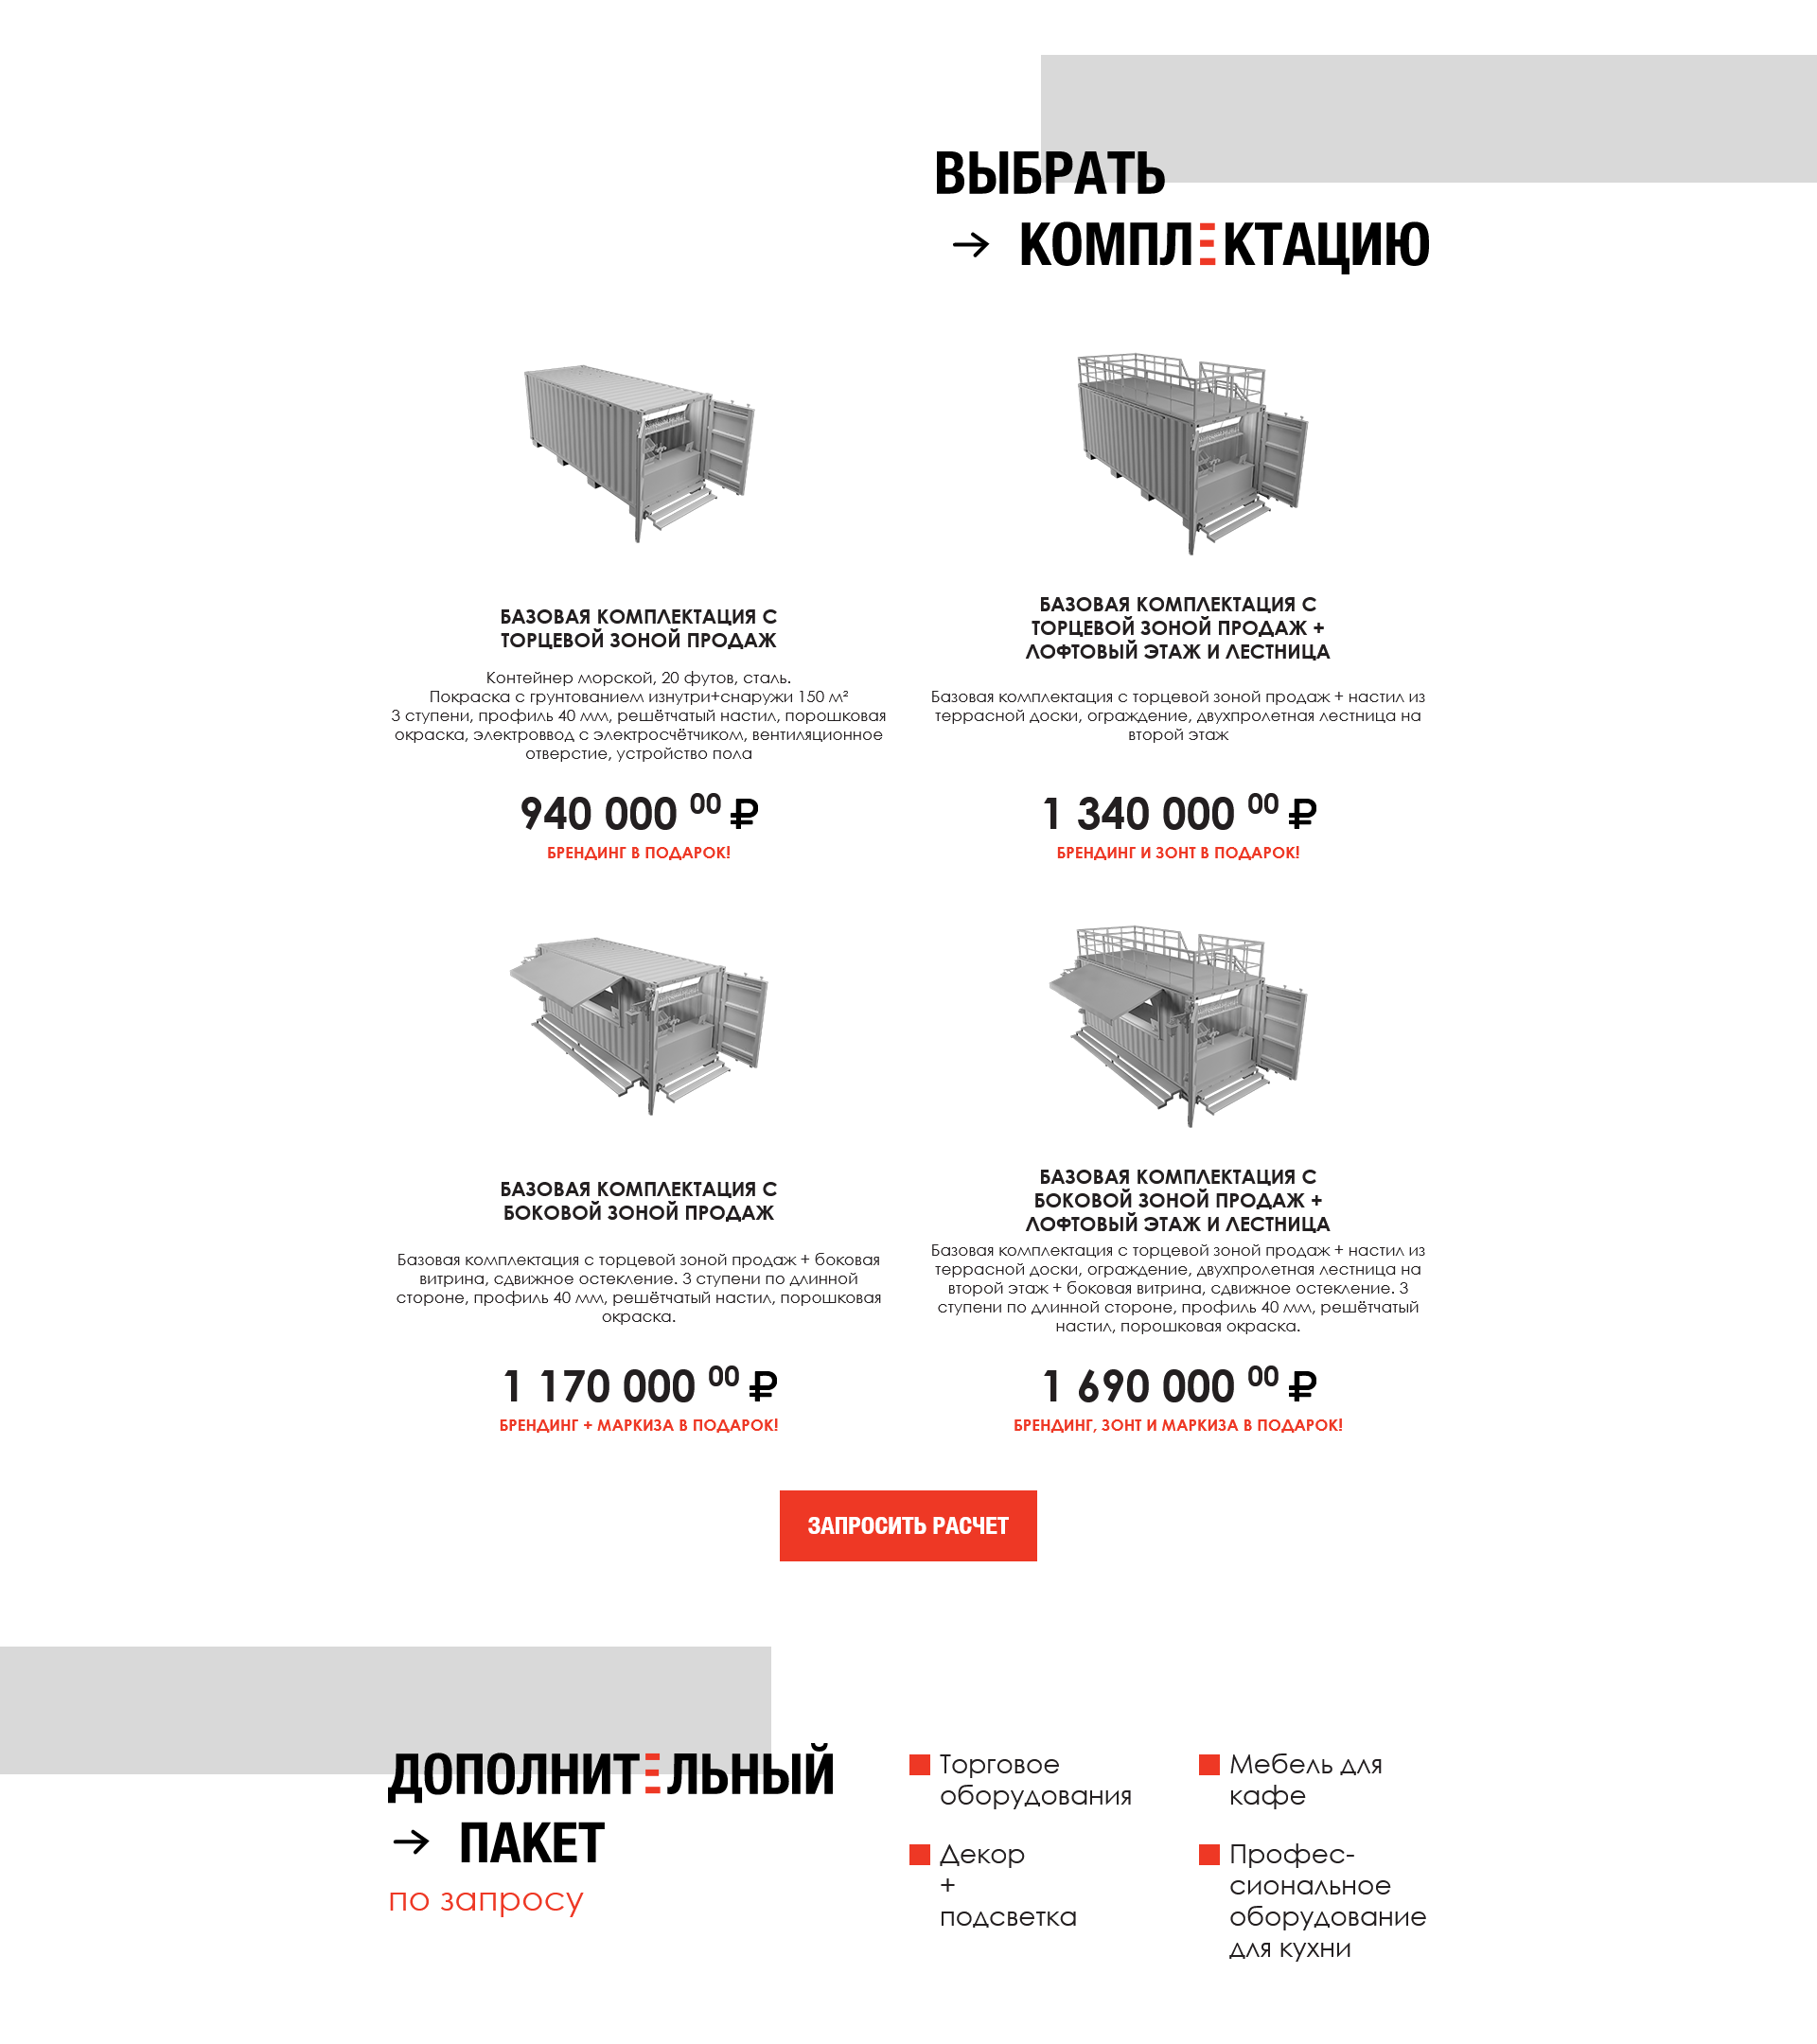 ВЫБРАТЬ
→ КОМПЛЕКТАЦИЮ
БАЗОВАЯ КОМПЛЕКТАЦИЯ С
ТОРЦЕВОЙ ЗОНОЙ ПРОДАЖ
Контейнер морской, 20 футов, сталь.
Покраска с грунтованием изнутри+снаружи 150 м²
3 ступени, профиль 40 мм, решётчатый настил, порошковая
окраска, электроввод с электросчётчиком, вентиляционное
отверстие, устройство пола
940 000 00 ₽
БРЕНДИНГ В ПОДАРОК!
БАЗОВАЯ КОМПЛЕКТАЦИЯ С
ТОРЦЕВОЙ ЗОНОЙ ПРОДАЖ +
ЛОФТОВЫЙ ЭТАЖ И ЛЕСТНИЦА
Базовая комплектация с торцевой зоной продаж + настил из
террасной доски, ограждение, двухпролетная лестница на
второй этаж
1 340 000 00 ₽
БРЕНДИНГ И ЗОНТ В ПОДАРОК!
БАЗОВАЯ КОМПЛЕКТАЦИЯ С
БОКОВОЙ ЗОНОЙ ПРОДАЖ
Базовая комплектация с торцевой зоной продаж + боковая
витрина, сдвижное остекление. 3 ступени по длинной
стороне, профиль 40 мм, решётчатый настил, порошковая
окраска.
1 170 000 00 ₽
БРЕНДИНГ + МАРКИЗА В ПОДАРОК!
БАЗОВАЯ КОМПЛЕКТАЦИЯ С
БОКОВОЙ ЗОНОЙ ПРОДАЖ +
ЛОФТОВЫЙ ЭТАЖ И ЛЕСТНИЦА
Базовая комплектация с торцевой зоной продаж + настил из
террасной доски, ограждение, двухпролетная лестница на
второй этаж + боковая витрина, сдвижное остекление. 3
ступени по длинной стороне, профиль 40 мм, решётчатый
настил, порошковая окраска.
1 690 000 00 ₽
БРЕНДИНГ, ЗОНТ И МАРКИЗА В ПОДАРОК!
ЗАПРОСИТЬ РАСЧЕТ
ДОПОЛНИТЕЛЬНЫЙ
→ ПАКЕТ
по запросу
Торговое
оборудования
Мебель для
кафе
Декор
+
подсветка
Профес-
сиональное
оборудование
для кухни